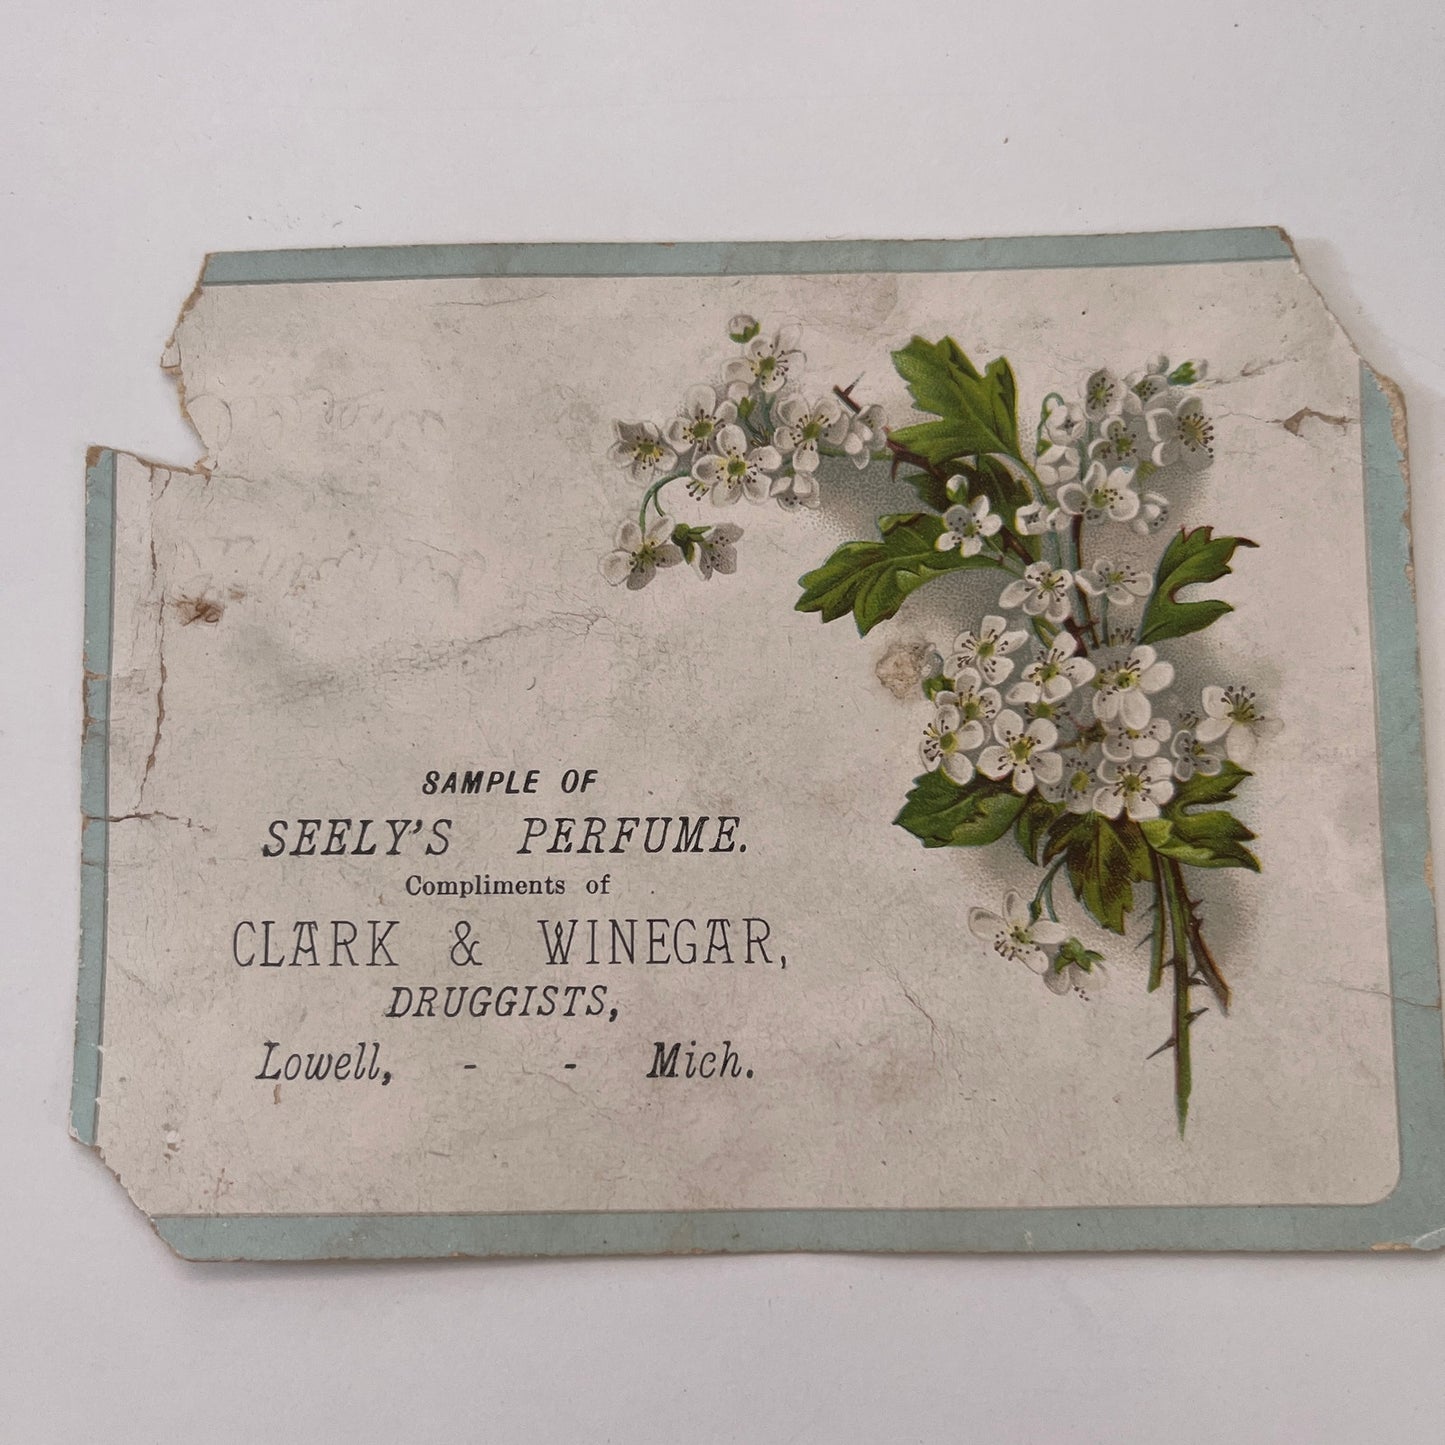 SAMPLE OF
SEELY'S PERFUME.
Compliments of
CLARK & WINEGAR,
DRUGGISTS,
Lowell, - - Mich.